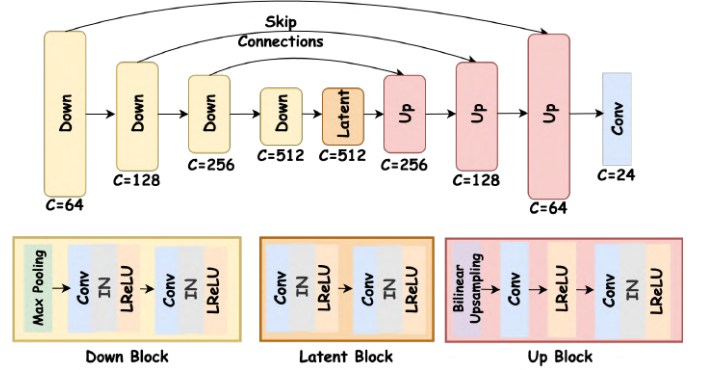 Skip
Connections
Down
Down
Down
Down
Latent
Up
Up
Up
Conv
C=64
C=128
C=256
C=512
C=512
C=256
C=128
C=64
C=24
Max Pooling
Conv
IN
LReLU
Conv
IN
LReLU
Down Block
Conv
IN
LReLU
Conv
IN
LReLU
Latent Block
Bilinear
Upsampling
Conv
LReLU
Conv
IN
LReLU
Up Block